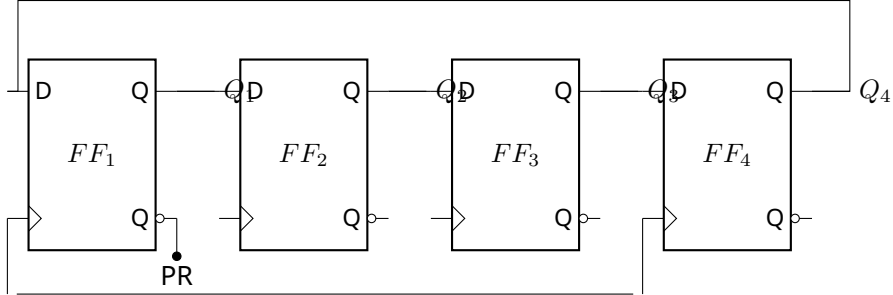 D Q Q₁ D Q Q₂ D Q Q₃ D Q Q₄
FF₁ FF₂ FF₃ FF₄
Q Q Q Q
PR